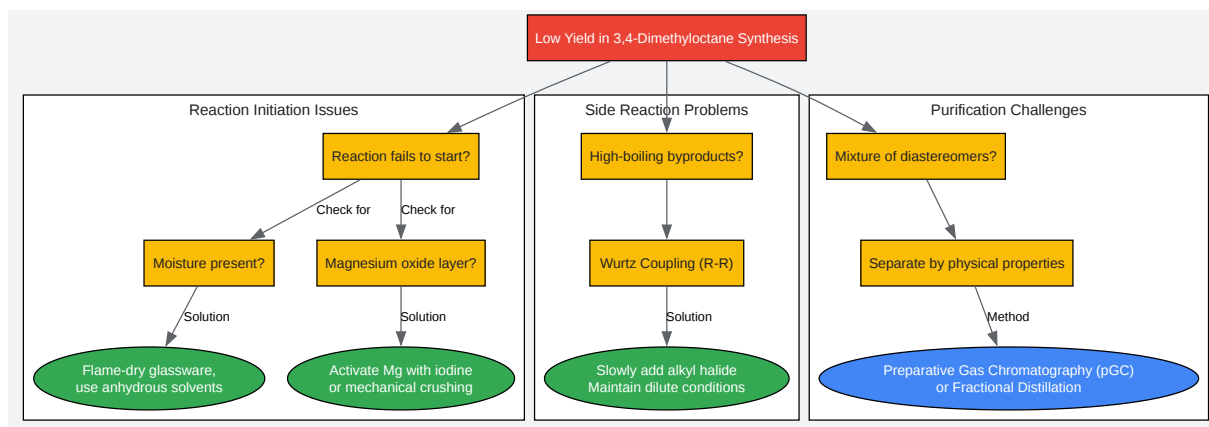 Low Yield in 3,4-Dimethyloctane Synthesis
Reaction Initiation Issues
Side Reaction Problems
Purification Challenges
Reaction fails to start?
High-boiling byproducts?
Mixture of diastereomers?
Check for
Check for
Moisture present?
Magnesium oxide layer?
Wurtz Coupling (R-R)
Separate by physical properties
Solution
Solution
Solution
Method
Flame-dry glassware,
use anhydrous solvents
Activate Mg with iodine
or mechanical crushing
Slowly add alkyl halide
Maintain dilute conditions
Preparative Gas Chromatography (pGC)
or Fractional Distillation